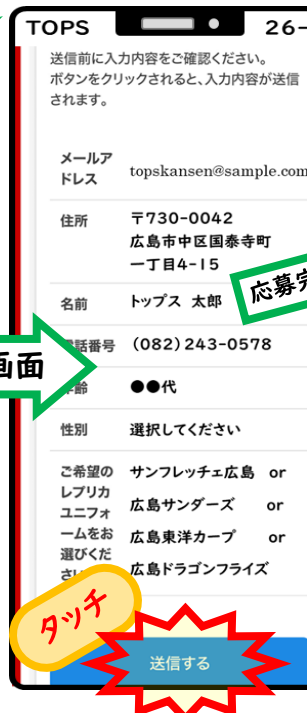 TOPS 26-
送信前に入力内容をご確認ください。
ボタンをクリックされると、入力内容が送信
されます。
メールア
ドレス
topskansen@sample.com
住所
〒730-0042
広島市中区国泰寺町
一丁目4-15
応募完
名前
トップス 太郎
画面
電話番号
(082)243-0578
年齢
●●代
性別
選択してください
ご希望の
レプリカ
ユニフォ
ームをお
選びくだ
さい
サンフレッチェ広島 or
広島サンダーズ or
広島東洋カープ or
広島ドラゴンフライズ
タッチ
送信する